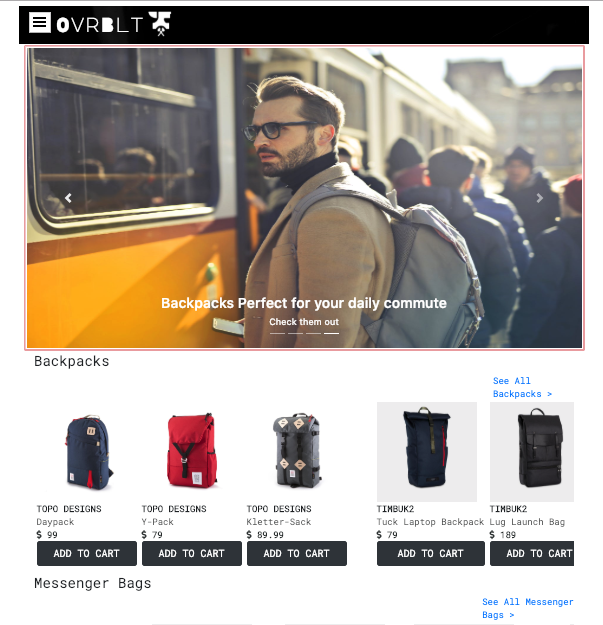 OVRBLT
Backpacks Perfect for your daily commute
Check them out
Backpacks
See All
Backpacks >
TOPO DESIGNS
Daypack
$ 99
ADD TO CART
TOPO DESIGNS
Y-Pack
$ 79
ADD TO CART
TOPO DESIGNS
Kletter-Sack
$ 89.99
ADD TO CART
TIMBUK2
Tuck Laptop Backpack
$ 79
ADD TO CART
TIMBUK2
Lug Launch Bag
$ 189
ADD TO CART
Messenger Bags
See All Messenger
Bags >